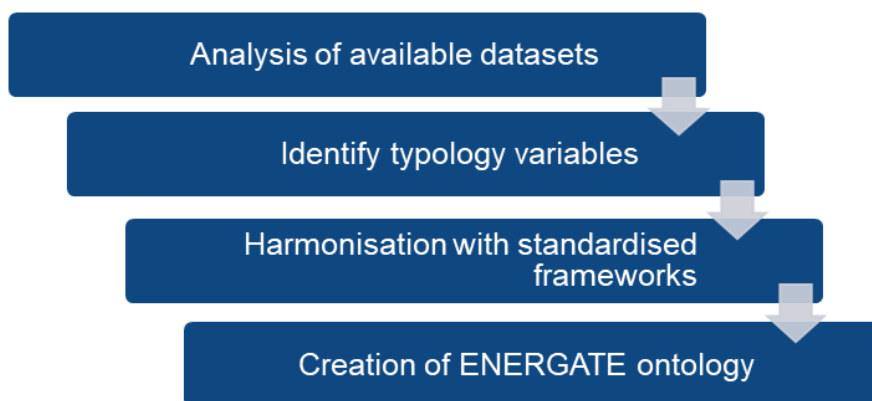 Analysis of available datasets
Identify typology variables
Harmonisation with standardised
frameworks
Creation of ENERGATE ontology